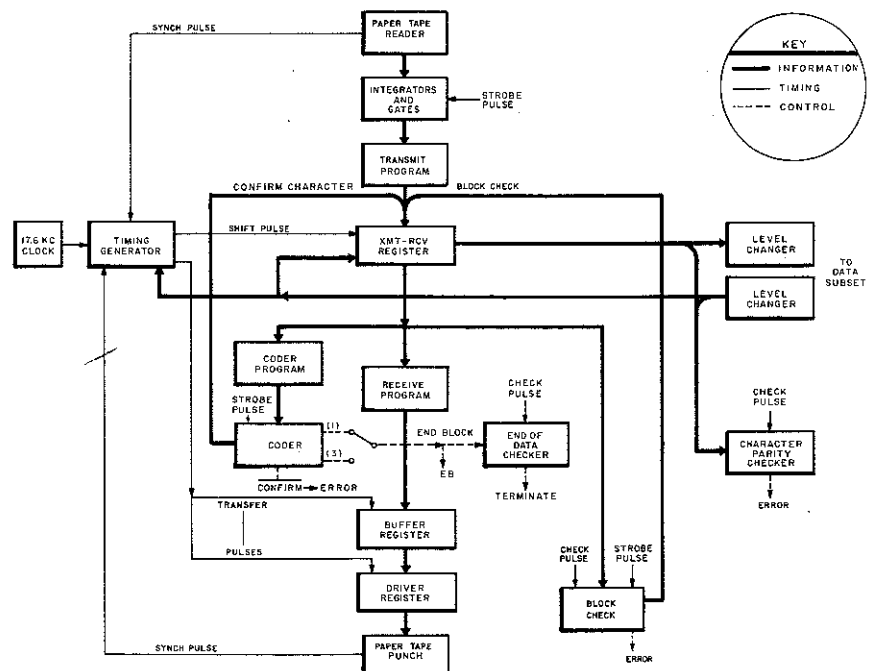 SYNCH PULSE
PAPER TAPE
READER
KEY
INFORMATION
TIMING
CONTROL
INTEGRATORS
AND
GATES
STROBE
PULSE
TRANSMIT
PROGRAM
CONFIRM CHARACTER
BLOCK CHECK
17.6 KC
CLOCK
TIMING
GENERATOR
SHIFT PULSE
XMT-RCV
REGISTER
LEVEL
CHANGER
TO
DATA
SUBSET
LEVEL
CHANGER
CODER
PROGRAM
RECEIVE
PROGRAM
CHECK
PULSE
STROBE
PULSE
CODER
(1)
(3)
END BLOCK
EB
END OF
DATA
CHECKER
TERMINATE
CHECK
PULSE
CHARACTER
PARITY
CHECKER
ERROR
CONFIRM
ERROR
TRANSFER
PULSES
BUFFER
REGISTER
DRIVER
REGISTER
CHECK
PULSE
STROBE
PULSE
BLOCK
CHECK
ERROR
SYNCH PULSE
PAPER TAPE
PUNCH